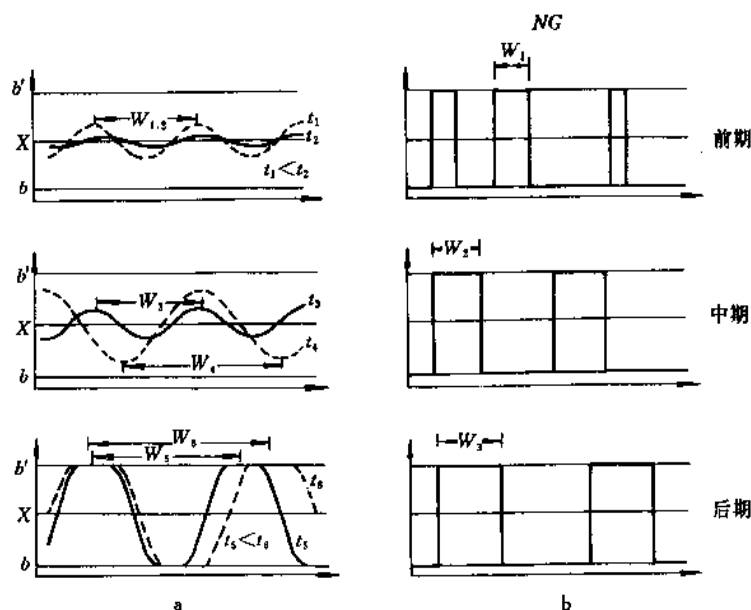 NG
W₁
b'
W₁,₂
t₁
t₂
X
t₁<t₂
b
前期
W₂
b'
W₃
t₃
X
t₄
W₄
b
中期
W₆
W₅
W₃
b'
t₆
X
t₅<t₆
t₅
b
后期
a
b